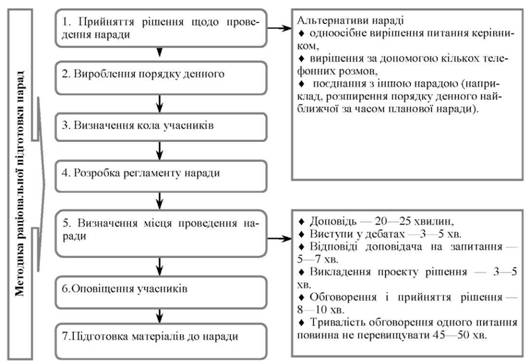 Методика раціональної підготовки нарад
1. Прийняття рішення щодо прове-
дення наради
2. Вироблення порядку денного
3. Визначення кола учасників
4. Розробка регламенту наради
5. Визначення місця проведення на-
ради
6.Оповіщення учасників
7.Підготовка матеріалів до наради
Альтернативи нараді
♦ одноосібне вирішення питання керівни-
ком,
♦ вирішення за допомогою кількох теле-
фонних розмов,
♦ поєднання з іншою нарадою (напри-
клад, розширення порядку денного най-
ближчої за часом планової наради).
♦ Доповідь — 20—25 хвилин,
♦ Виступи у дебатах —3—5 хв.
♦ Відповіді доповідача на запитання —
5—7 хв.
♦ Викладення проекту рішення — 3—5
хв.
♦ Обговорення і прийняття рішення —
8—10 хв.
♦ Тривалість обговорення одного питання
повинна не перевищувати 45—50 хв.